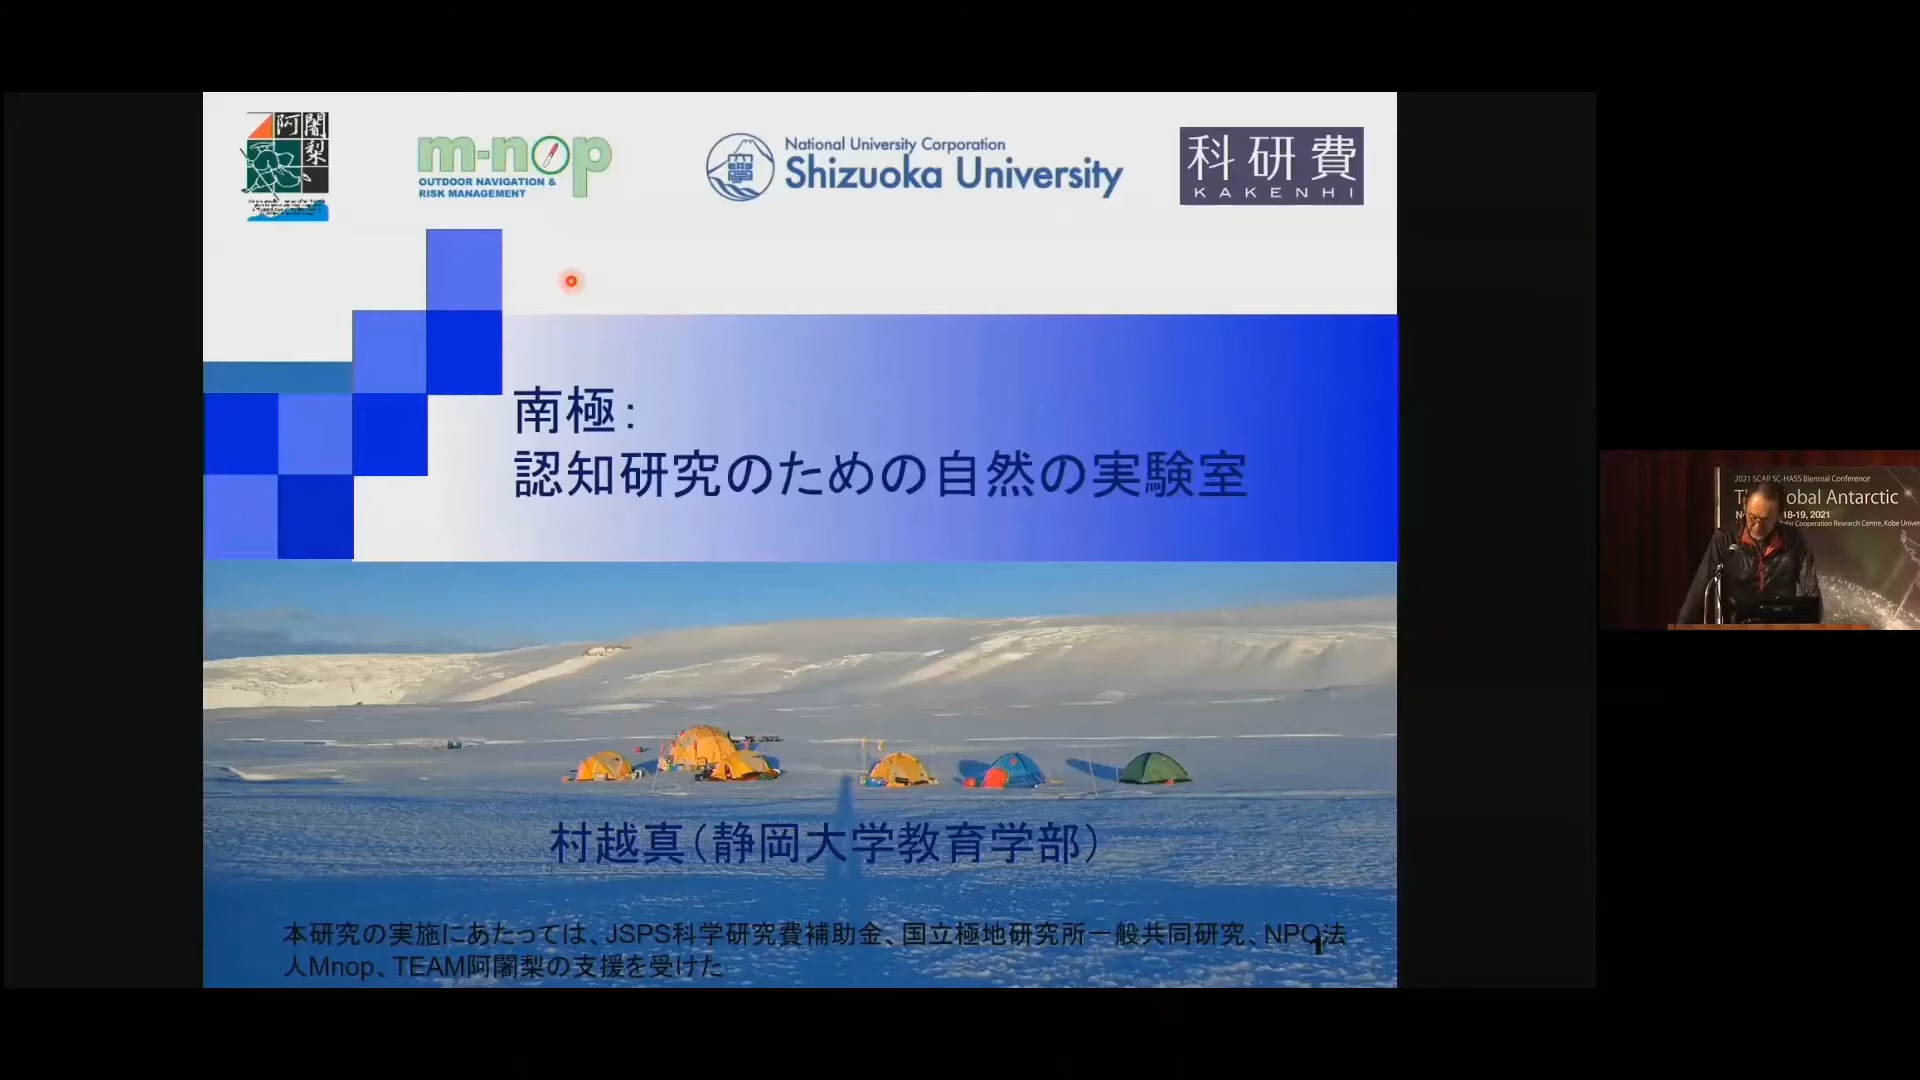 阿闍梨
m-nop
OUTDOOR NAVIGATION &
RISK MANAGEMENT
National University Corporation
Shizuoka University
科研費
KAKENHI
南極：
認知研究のための自然の実験室
村越真（静岡大学教育学部）
本研究の実施にあたっては、JSPS科学研究費補助金、国立極地研究所一般共同研究、NPO法
人Mnop、TEAM阿闍梨の支援を受けた
1
2021 SCAR SC-HASS Biennial Conference
obal Antarctic
18-19, 2021
Cooperation Research Centre, Kobe